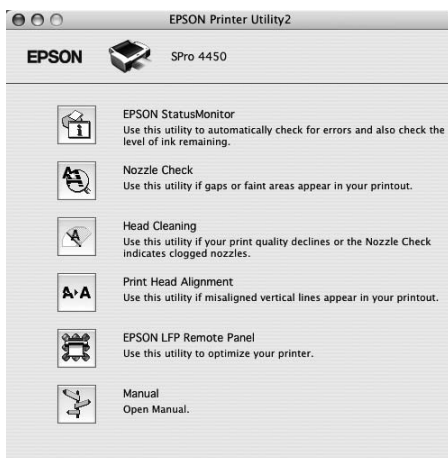 EPSON Printer Utility2
EPSON
SPro 4450
EPSON StatusMonitor
Use this utility to automatically check for errors and also check the
level of ink remaining.
Nozzle Check
Use this utility if gaps or faint areas appear in your printout.
Head Cleaning
Use this utility if your print quality declines or the Nozzle Check
indicates clogged nozzles.
A
A▸A
Print Head Alignment
Use this utility if misaligned vertical lines appear in your printout.
EPSON LFP Remote Panel
Use this utility to optimize your printer.
Manual
Open Manual.